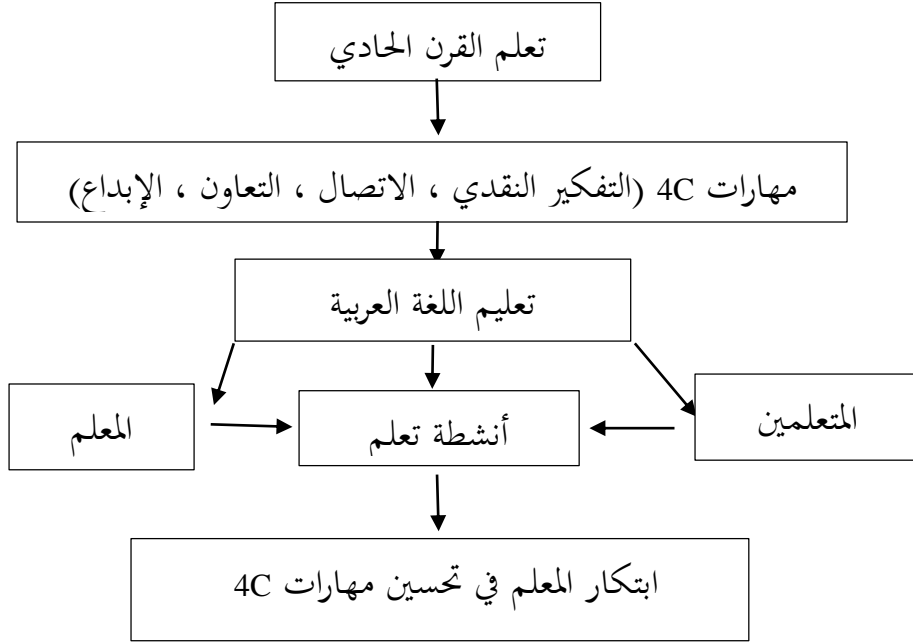 تعلم القرن الحادي
مهارات 4C (التفكير النقدي ، الاتصال ، التعاون ، الإبداع)
تعليم اللغة العربية
المتعلمين
أنشطة تعلم
المعلم
ابتكار المعلم في تحسين مهارات 4C